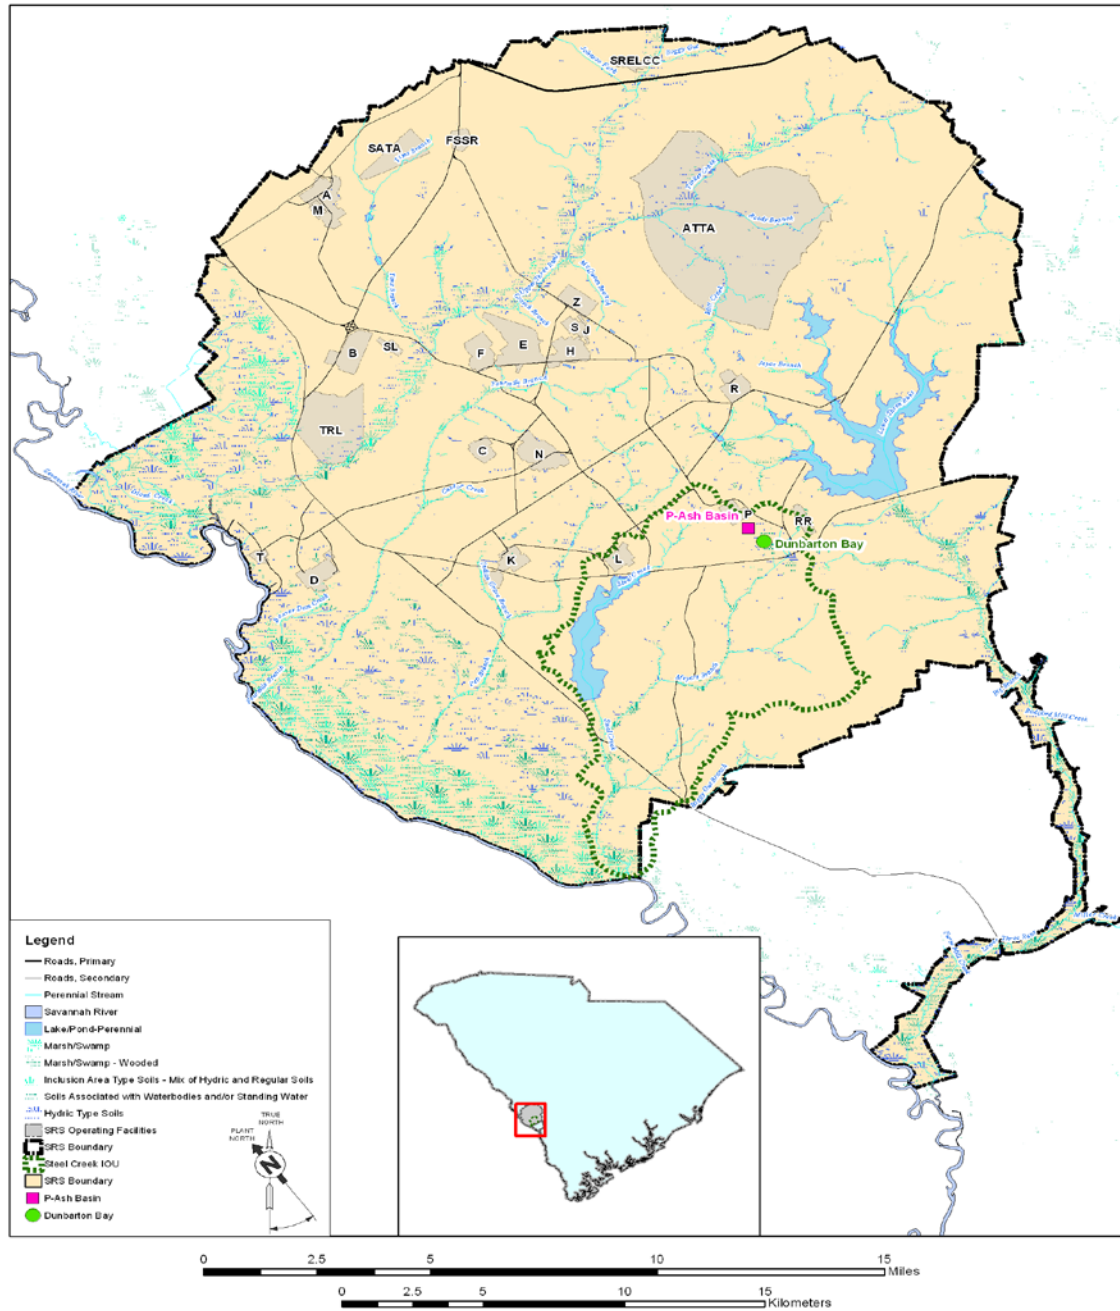 SRELCC
SATA
FSSR
A
M
ATTA
Z
S
J
B
SL
F
E
H
R
TRL
C
N
P
P-Ash Basin
RR
Dunbarton Bay
T
K
L
D
Steel Creek
Meyers Branch
Legend
Roads, Primary
Roads, Secondary
Perennial Stream
Savannah River
Lake/Pond-Perennial
Marsh/Swamp
Marsh/Swamp - Wooded
Inclusion Area Type Soils - Mix of Hydric and Regular Soils
Soils Associated with Waterbodies and/or Standing Water
Hydric Type Soils
SRS Operating Facilities
SRS Boundary
Steel Creek IOU
SRS Boundary
P-Ash Basin
Dunbarton Bay
TRUE
NORTH
PLANT
NORTH
N
0 2.5 5 10 15
Miles
0 2.5 5 10 15
Kilometers